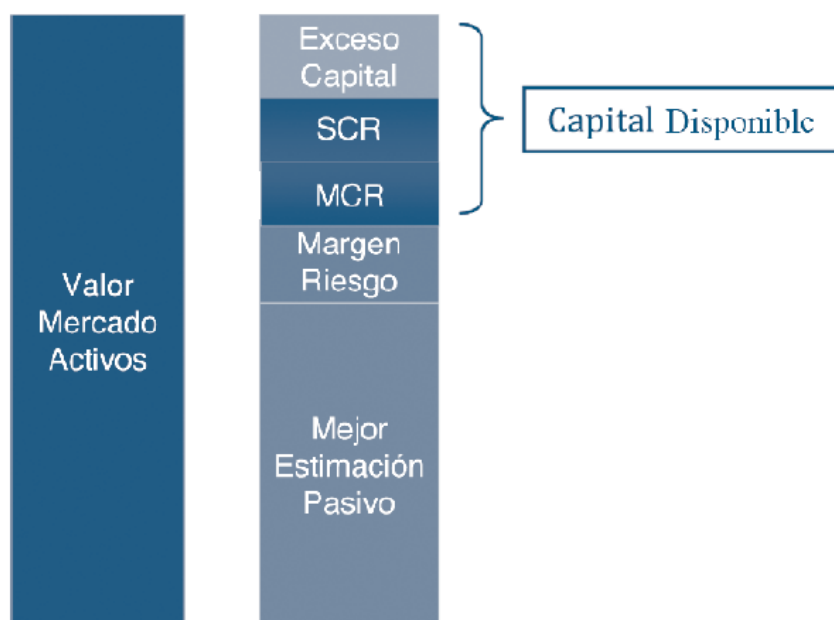 Valor
Mercado
Activos
Exceso
Capital
SCR
MCR
Margen
Riesgo
Mejor
Estimación
Pasivo
Capital Disponible